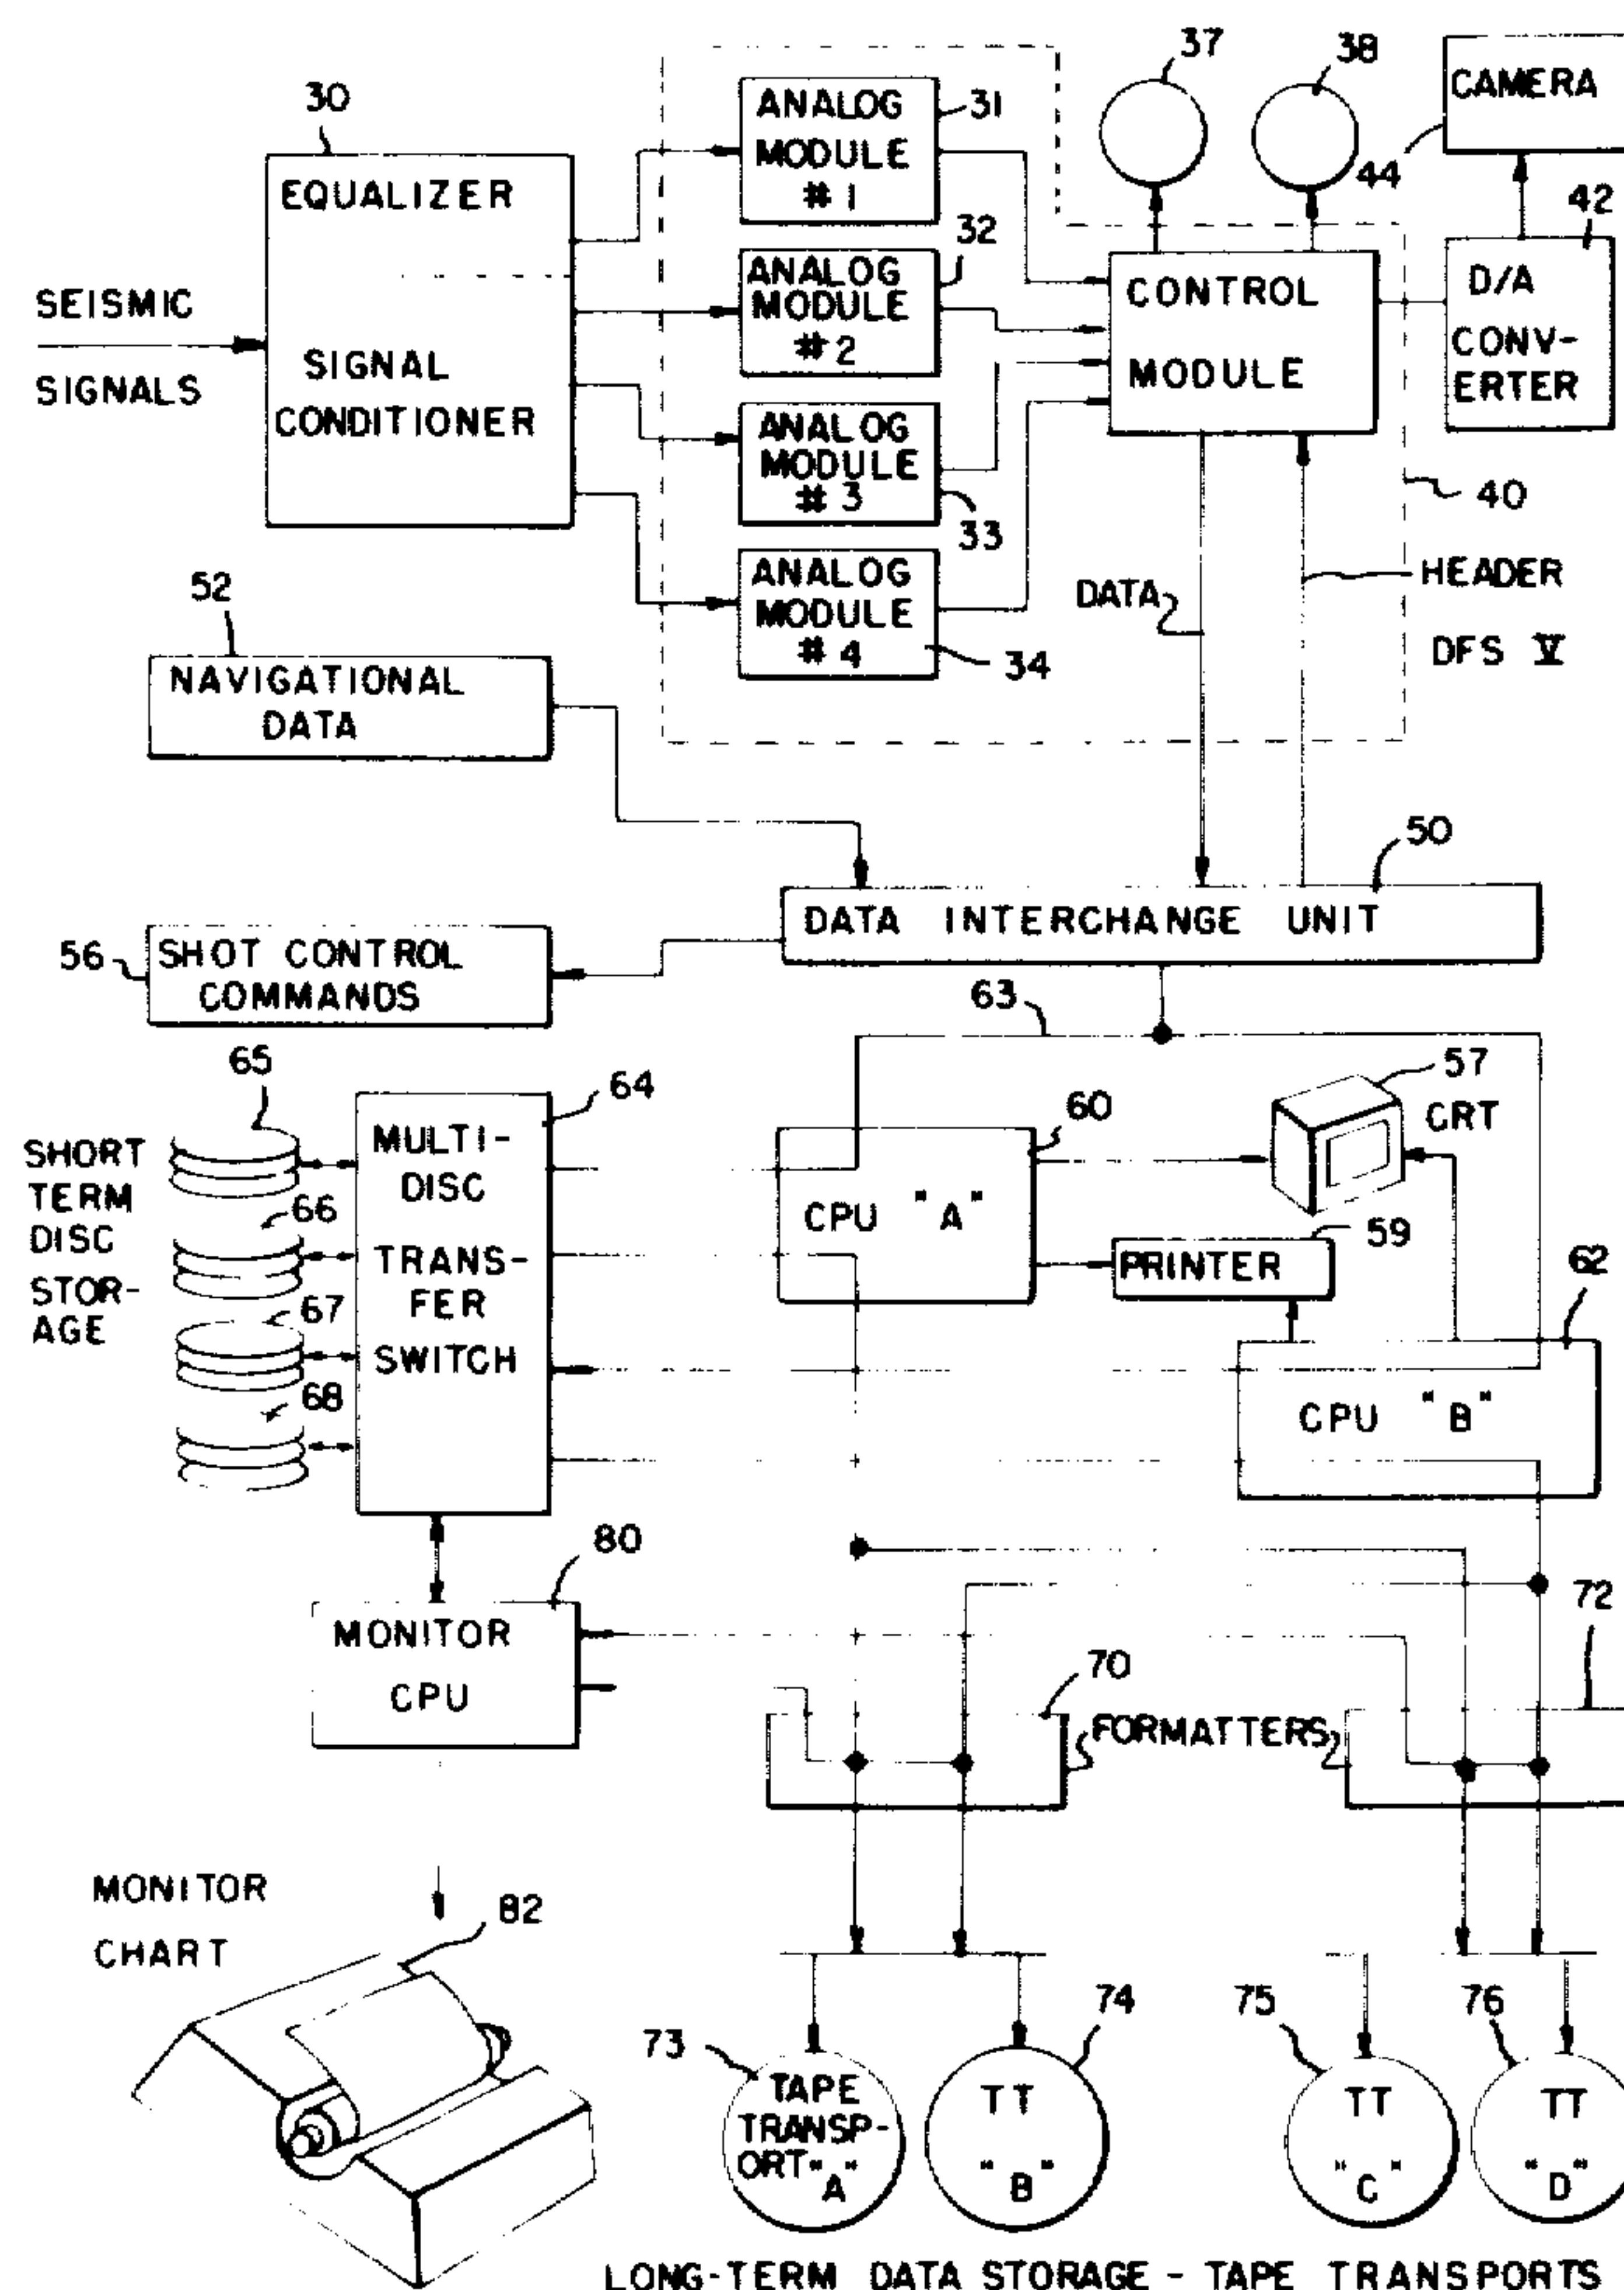 37
38
CAMERA
30
ANALOG
MODULE
# 1
31
44
42
EQUALIZER
SIGNAL
CONDITIONER
SEISMIC
SIGNALS
32
ANALOG
MODULE
# 2
CONTROL
MODULE
D/A
CONV-
ERTER
ANALOG
MODULE
# 3
33
40
52
ANALOG
MODULE
# 4
34
DATA
HEADER
DFS V
NAVIGATIONAL
DATA
50
DATA INTERCHANGE UNIT
56
SHOT CONTROL
COMMANDS
63
65
64
60
57
CRT
SHORT
TERM
DISC
STOR-
AGE
66
67
68
MULTI-
DISC
TRANS-
FER
SWITCH
CPU "A"
59
PRINTER
62
CPU "B"
80
72
MONITOR
CPU
70
FORMATTERS
MONITOR
CHART
82
73
74
75
76
TAPE
TRANSP-
ORT "A"
TT
"B"
TT
"C"
TT
"D"
LONG-TERM DATA STORAGE - TAPE TRANSPORTS